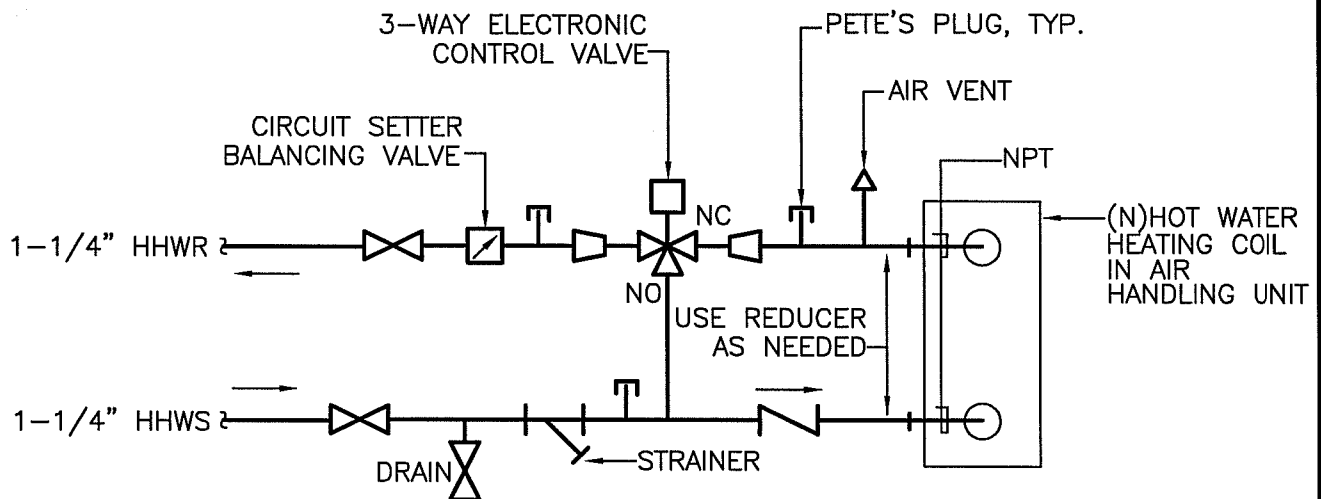 3-WAY ELECTRONIC
CONTROL VALVE
PETE'S PLUG, TYP.
AIR VENT
CIRCUIT SETTER
BALANCING VALVE
NPT
NC
(N)HOT WATER
HEATING COIL
IN AIR
HANDLING UNIT
1-1/4" HHWR
NO
USE REDUCER
AS NEEDED
1-1/4" HHWS
DRAIN
STRAINER